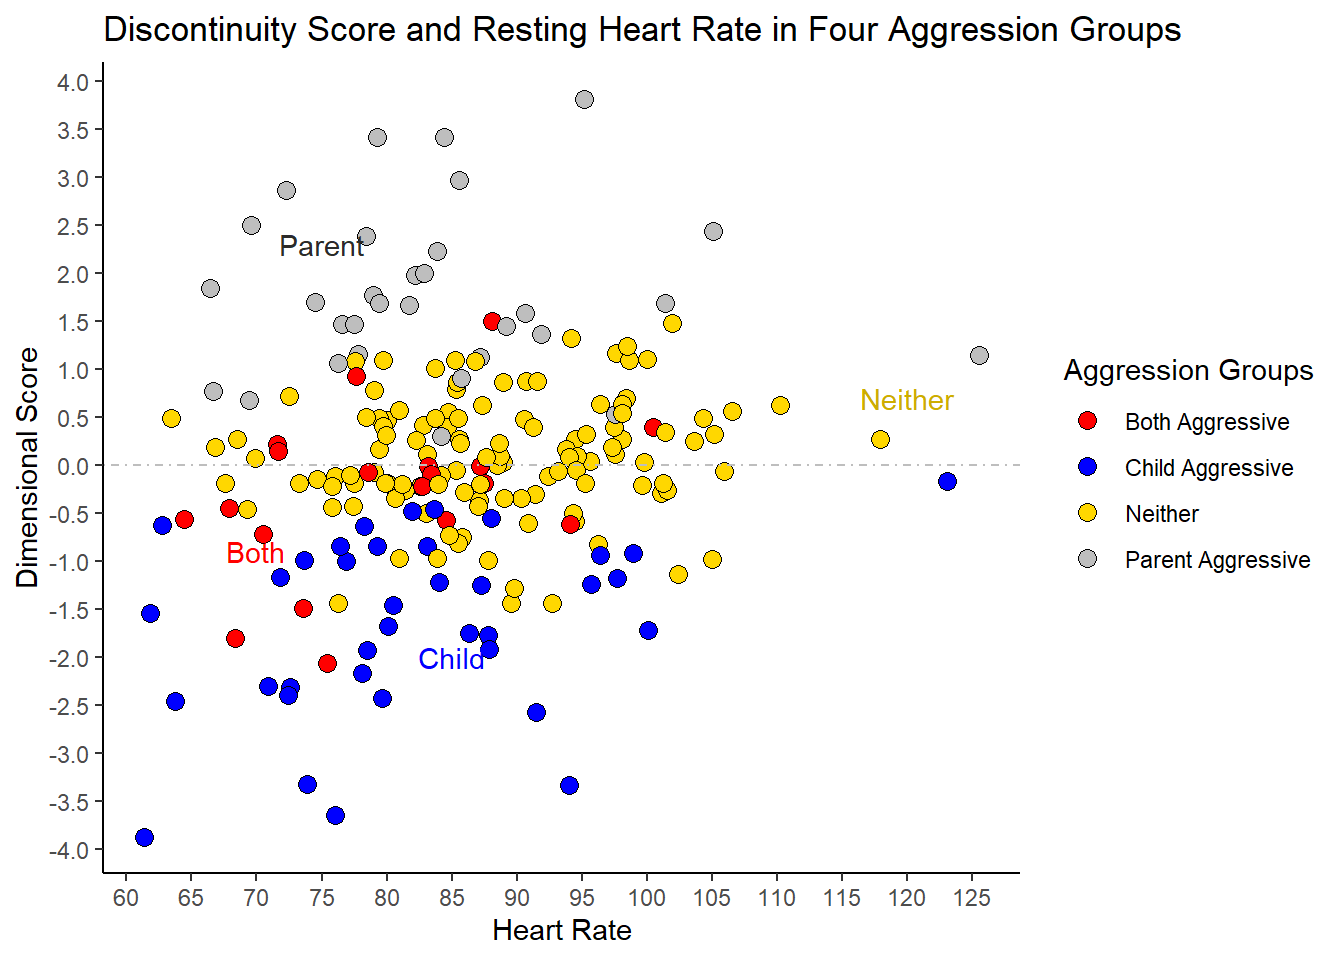 Discontinuity Score and Resting Heart Rate in Four Aggression Groups
Dimensional Score
4.0
3.5
3.0
2.5
2.0
1.5
1.0
0.5
0.0
-0.5
-1.0
-1.5
-2.0
-2.5
-3.0
-3.5
-4.0
Parent
Neither
Both
Child
60 65 70 75 80 85 90 95 100 105 110 115 120 125
Heart Rate
Aggression Groups
Both Aggressive
Child Aggressive
Neither
Parent Aggressive